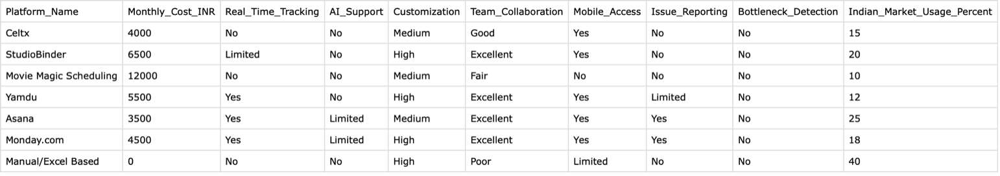 Platform_Name Monthly_Cost_INR Real_Time_Tracking AI_Support Customization Team_Collaboration Mobile_Access Issue_Reporting Bottleneck_Detection Indian_Market_Usage_Percent
Celtx 4000 No No Medium Good Yes No No 15
StudioBinder 6500 Limited No High Excellent Yes No No 20
Movie Magic Scheduling 12000 No No Medium Fair No No No 10
Yamdu 5500 Yes No High Excellent Yes Limited No 12
Asana 3500 Yes Limited Medium Excellent Yes Yes No 25
Monday.com 4500 Yes Limited High Excellent Yes Yes No 18
Manual/Excel Based 0 No No High Poor Limited No No 40